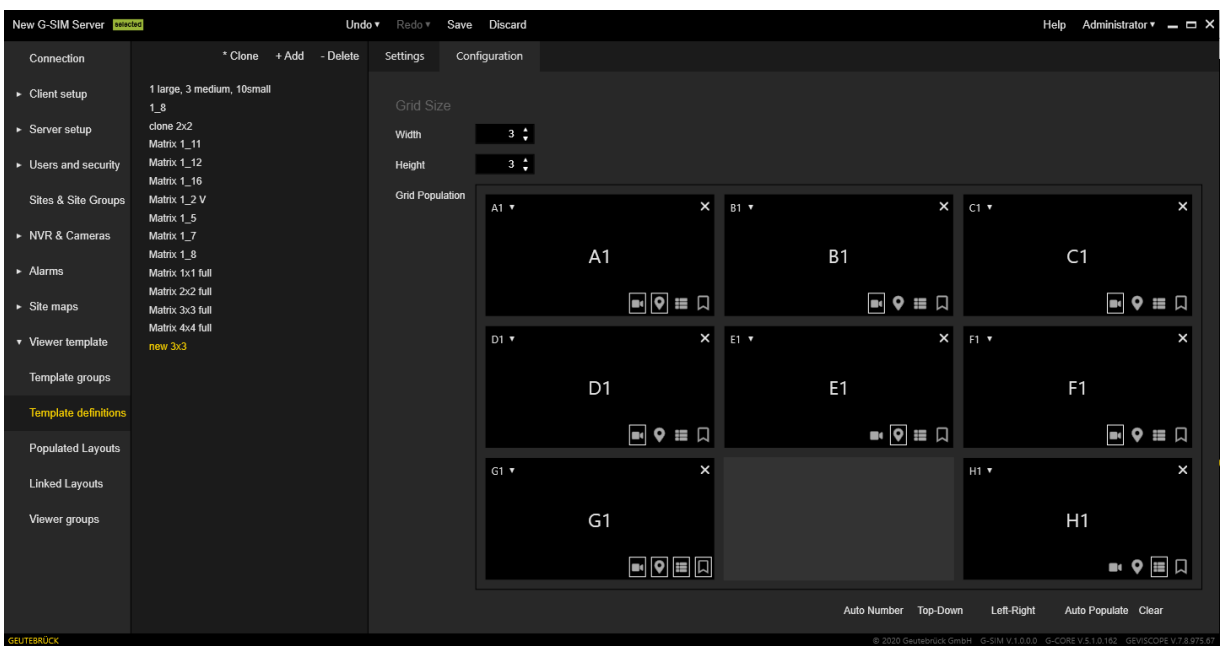 New G-SIM Server selected Undo Redo Save Discard Help Administrator
Connection
Client setup
Server setup
Users and security
Sites & Site Groups
NVR & Cameras
Alarms
Site maps
Viewer template
Template groups
Template definitions
Populated Layouts
Linked Layouts
Viewer groups
* Clone + Add - Delete
1 large, 3 medium, 10small
1_8
clone 2x2
Matrix 1_11
Matrix 1_12
Matrix 1_16
Matrix 1_2 V
Matrix 1_5
Matrix 1_7
Matrix 1_8
Matrix 1x1 full
Matrix 2x2 full
Matrix 3x3 full
Matrix 4x4 full
new 3x3
Settings Configuration
Grid Size
Width 3
Height 3
Grid Population
A1 B1 C1
A1 B1 C1
D1 E1 F1
D1 E1 F1
G1 H1
G1 H1
Auto Number Top-Down Left-Right Auto Populate Clear
GEUTEBRÜCK © 2020 Geutebrück GmbH G-SIM V.1.0.0.0 G-CORE V.5.1.0.162 GEVISCOPE V.7.8.975.67